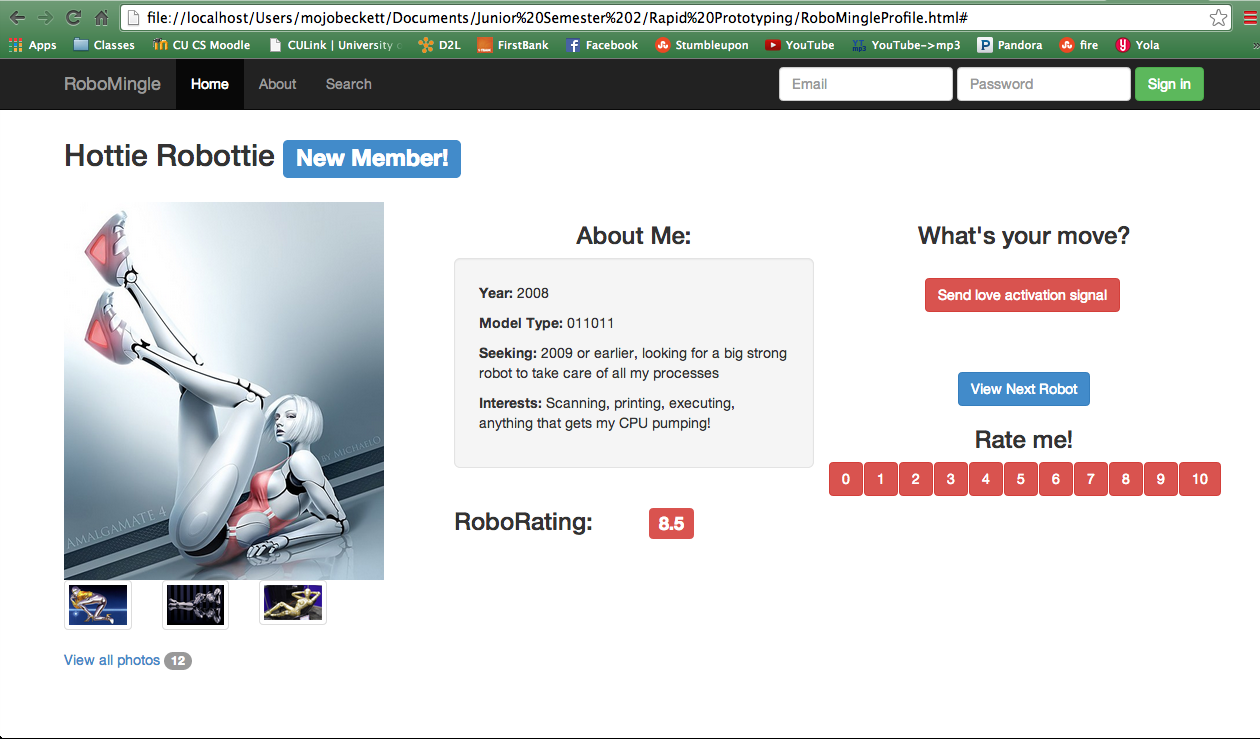 file://localhost/Users/mojobeckett/Documents/Junior%20Semester%202/Rapid%20Prototyping/RoboMingleProfile.html#
Apps Classes CU CS Moodle CULink | University D2L FirstBank Facebook Stumbleupon YouTube YouTube->mp3 Pandora fire Yola »
RoboMingle Home About Search Email Password Sign in
Hottie Robottie New Member!
BY MICHAELO
AMALGAMATE 4
View all photos 12
About Me:
Year: 2008
Model Type: 011011
Seeking: 2009 or earlier, looking for a big strong
robot to take care of all my processes
Interests: Scanning, printing, executing,
anything that gets my CPU pumping!
RoboRating: 8.5
What's your move?
Send love activation signal
View Next Robot
Rate me!
0 1 2 3 4 5 6 7 8 9 10